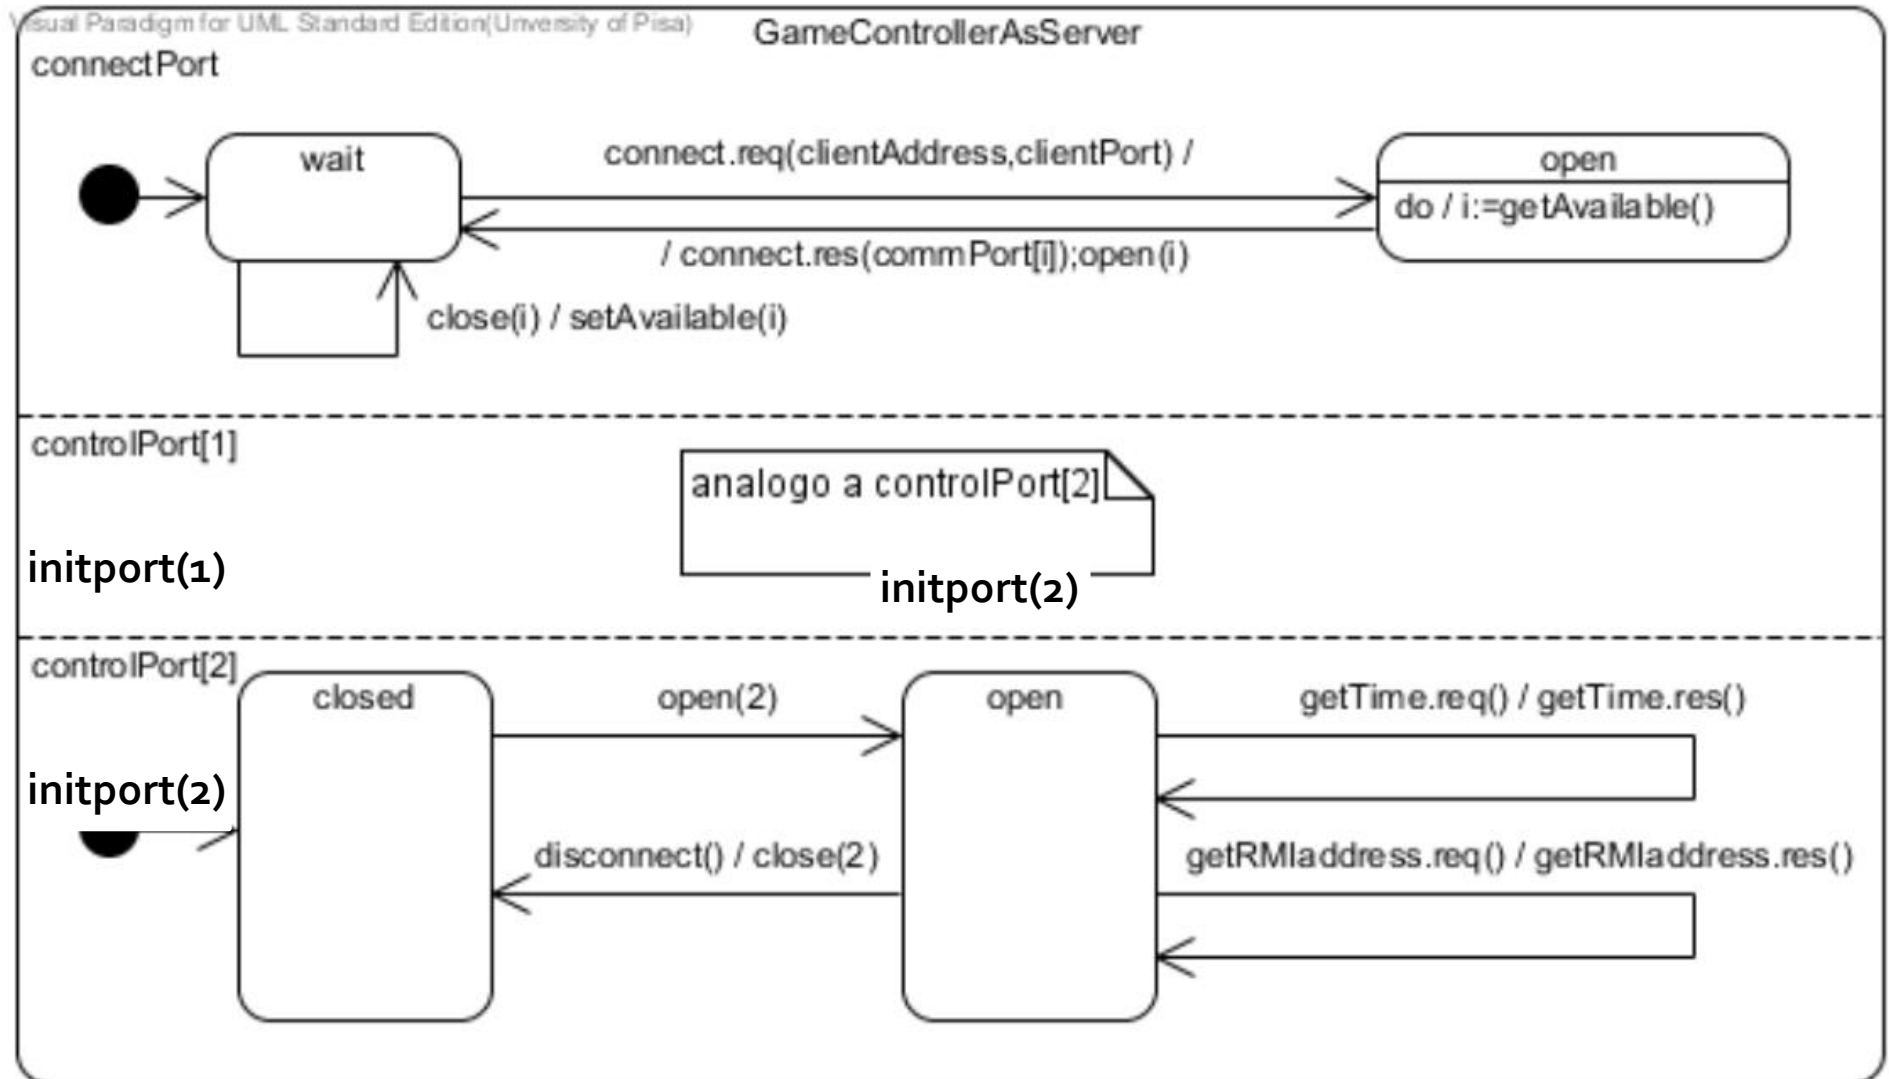 Visual Paradigm for UML Standard Edition(Unversity of Pisa)
GameControllerAsServer
connectPort
wait
connect.req(clientAddress,clientPort) /
open
do / i:=getAvailable()
/ connect.res(commPort[i]);open(i)
close(i) / setAvailable(i)
controlPort[1]
analogo a controlPort[2]
initport(1)
initport(2)
controlPort[2]
closed
open(2)
open
getTime.req() / getTime.res()
initport(2)
disconnect() / close(2)
getRMIaddress.req() / getRMIaddress.res()